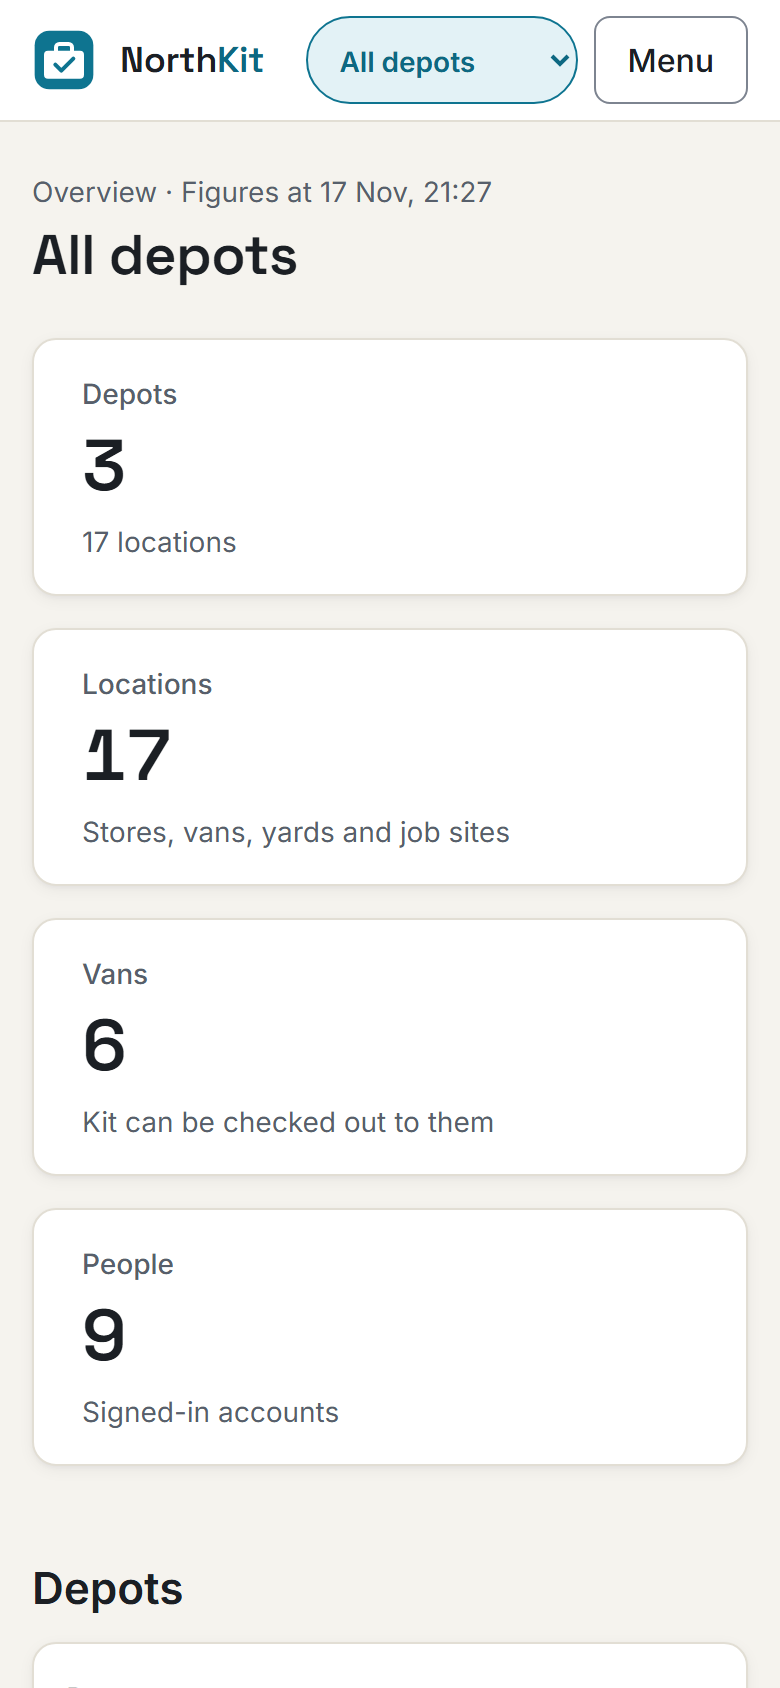 NorthKit
All depots
Menu
Overview · Figures at 17 Nov, 21:27
All depots
Depots
3
17 locations
Locations
17
Stores, vans, yards and job sites
Vans
6
Kit can be checked out to them
People
9
Signed-in accounts
Depots